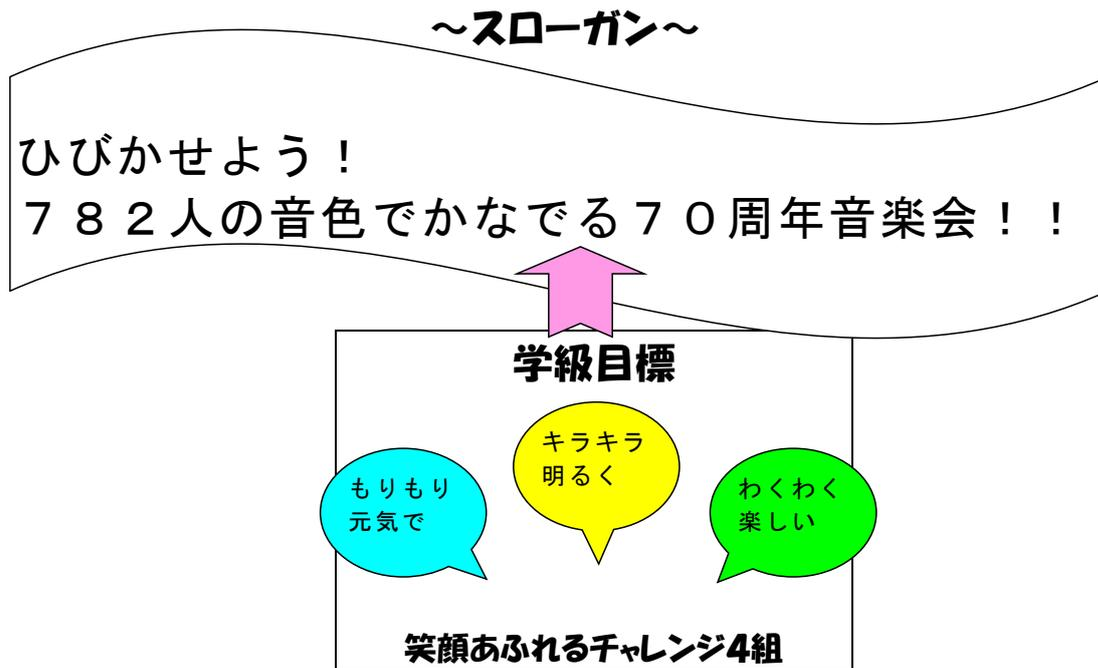 ～スローガン～
ひびかせよう！
７８２人の音色でかなでる７０周年音楽会！！
学級目標
キラキラ
明るく
もりもり
元気で
わくわく
楽しい
笑顔あふれるチャレンジ4組